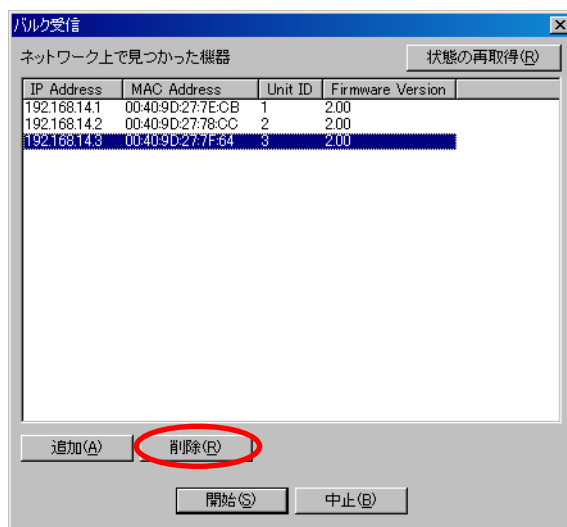 バルク受信
ネットワーク上で見つかった機器
状態の再取得(R)
IP Address MAC Address Unit ID Firmware Version
192.168.14.1 00:40:9D:27:7E:CB 1 2.00
192.168.14.2 00:40:9D:27:78:CC 2 2.00
192.168.14.3 00:40:9D:27:7F:64 3 2.00
追加(A) 削除(R)
開始(S) 中止(B)